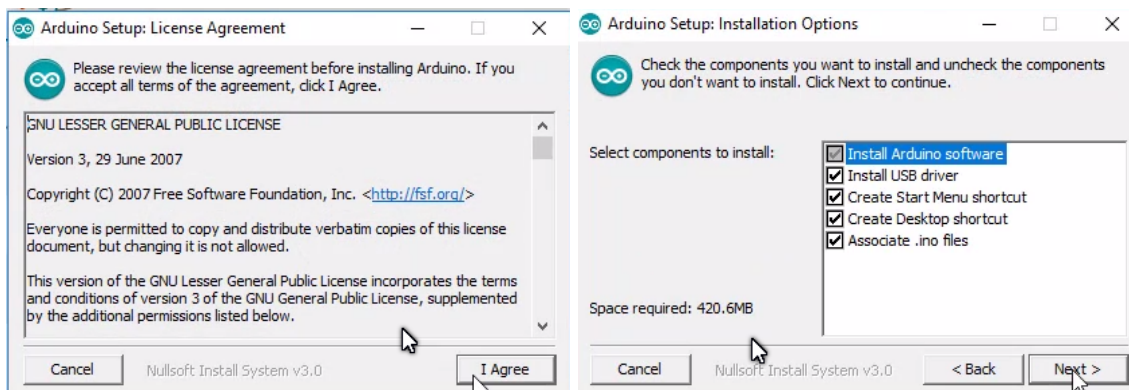 Arduino Setup: License Agreement
Please review the license agreement before installing Arduino. If you
accept all terms of the agreement, click I Agree.
GNU LESSER GENERAL PUBLIC LICENSE
Version 3, 29 June 2007
Copyright (C) 2007 Free Software Foundation, Inc. <http://fsf.org/>
Everyone is permitted to copy and distribute verbatim copies of this license
document, but changing it is not allowed.
This version of the GNU Lesser General Public License incorporates the terms
and conditions of version 3 of the GNU General Public License, supplemented
by the additional permissions listed below.
Cancel
Nullsoft Install System v3.0
I Agree
Arduino Setup: Installation Options
Check the components you want to install and uncheck the components
you don't want to install. Click Next to continue.
Select components to install:
Install Arduino software
Install USB driver
Create Start Menu shortcut
Create Desktop shortcut
Associate .ino files
Space required: 420.6MB
Cancel
Nullsoft Install System v3.0
< Back
Next >